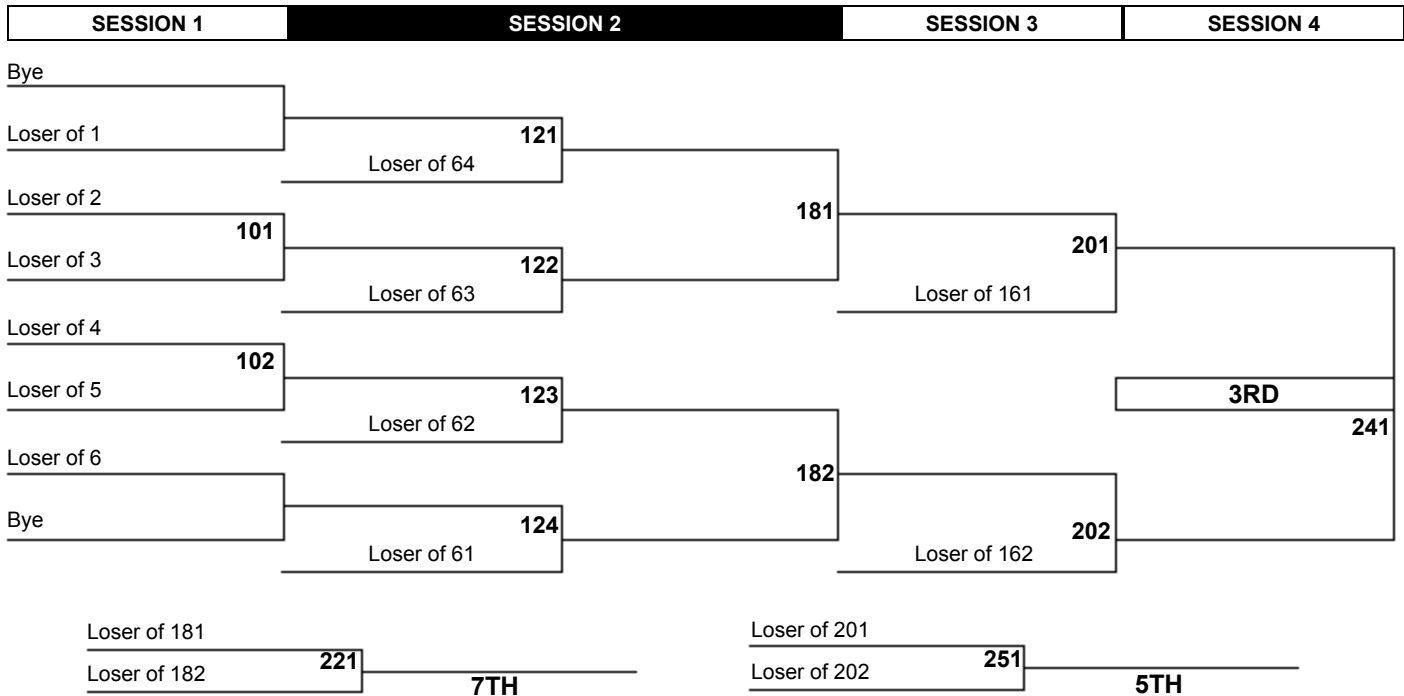 SESSION 1 SESSION 2 SESSION 3 SESSION 4
Bye
Loser of 1
121
Loser of 64
Loser of 2
181
101
201
Loser of 3
122
Loser of 63
Loser of 161
Loser of 4
102
Loser of 5
123
3RD
Loser of 62
241
Loser of 6
182
Bye
124
202
Loser of 61
Loser of 162
Loser of 181
221
Loser of 182
7TH
Loser of 201
251
Loser of 202
5TH